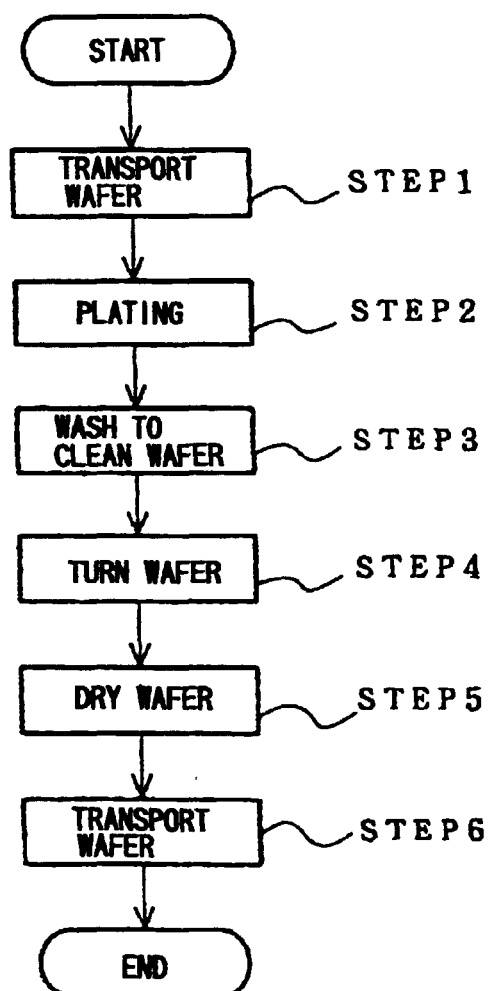 START
TRANSPORT
WAFER
STEP1
PLATING
STEP2
WASH TO
CLEAN WAFER
STEP3
TURN WAFER
STEP4
DRY WAFER
STEP5
TRANSPORT
WAFER
STEP6
END